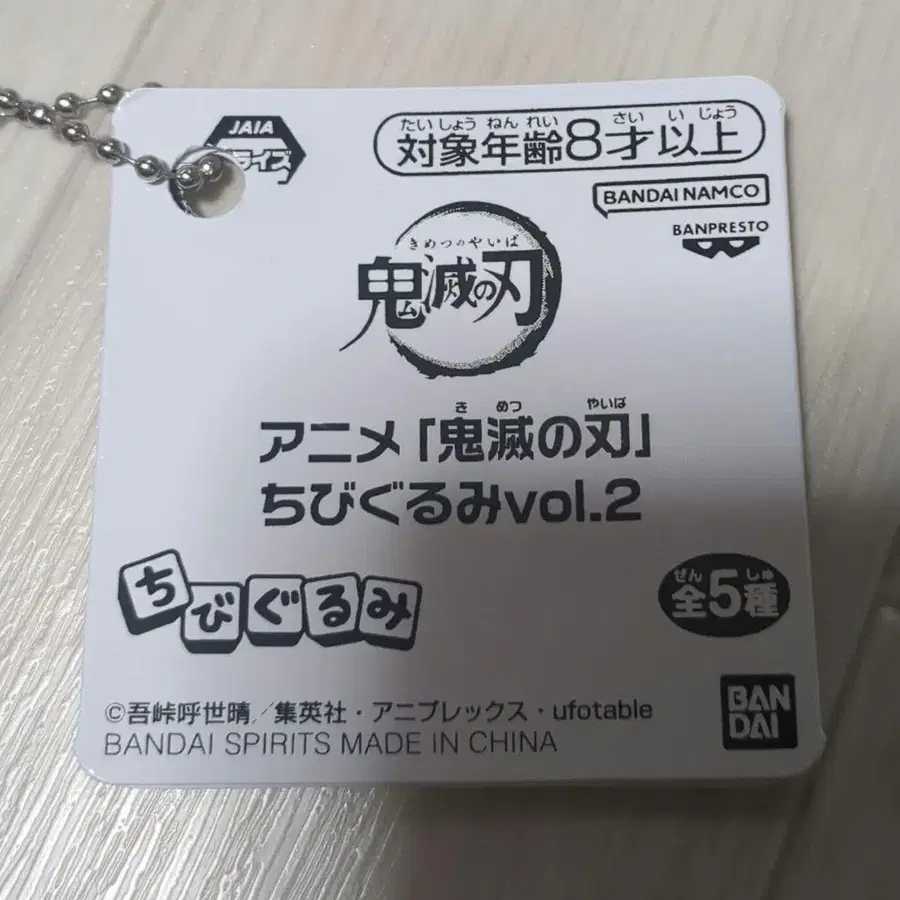 JAIA
ライズ
たいしょうねんれい さいいじょう
対象年齢8才以上
BANDAI NAMCO
BANPRESTO
きめつのやいば
鬼滅の刃
き めつ やいば
アニメ「鬼滅の刃」
ちびぐるみvol.2
ちびぐるみ
ぜん しゅ
全5種
©吾峠呼世晴／集英社・アニプレックス・ufotable
BANDAI SPIRITS MADE IN CHINA
BAN
DAI